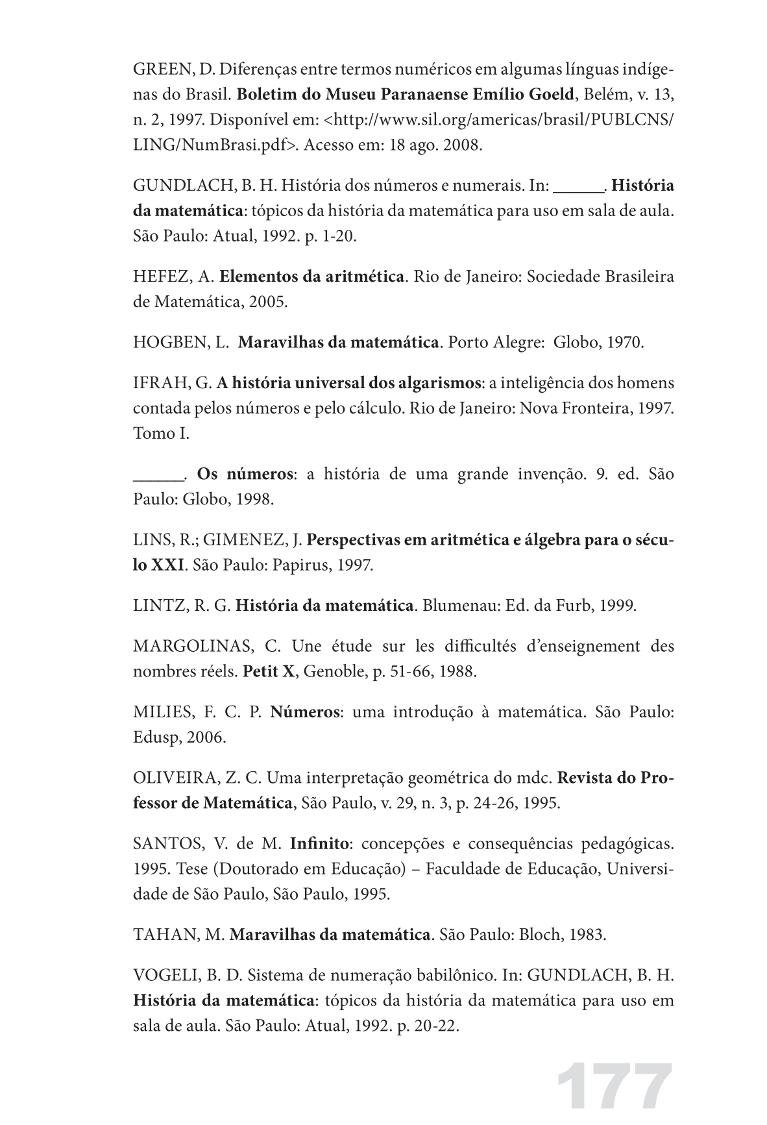 GREEN, D. Diferenças entre termos numéricos em algumas línguas indíge-
nas do Brasil. Boletim do Museu Paranaense Emílio Goeld, Belém, v. 13,
n. 2, 1997. Disponível em: <http://www.sil.org/americas/brasil/PUBLCNS/
LING/NumBrasi.pdf>. Acesso em: 18 ago. 2008.
GUNDLACH, B. H. História dos números e numerais. In: ______. História
da matemática: tópicos da história da matemática para uso em sala de aula.
São Paulo: Atual, 1992. p. 1-20.
HEFEZ, A. Elementos da aritmética. Rio de Janeiro: Sociedade Brasileira
de Matemática, 2005.
HOGBEN, L. Maravilhas da matemática. Porto Alegre: Globo, 1970.
IFRAH, G. A história universal dos algarismos: a inteligência dos homens
contada pelos números e pelo cálculo. Rio de Janeiro: Nova Fronteira, 1997.
Tomo I.
______. Os números: a história de uma grande invenção. 9. ed. São
Paulo: Globo, 1998.
LINS, R.; GIMENEZ, J. Perspectivas em aritmética e álgebra para o sécu-
lo XXI. São Paulo: Papirus, 1997.
LINTZ, R. G. História da matemática. Blumenau: Ed. da Furb, 1999.
MARGOLINAS, C. Une étude sur les difficultés d’enseignement des
nombres réels. Petit X, Genoble, p. 51-66, 1988.
MILIES, F. C. P. Números: uma introdução à matemática. São Paulo:
Edusp, 2006.
OLIVEIRA, Z. C. Uma interpretação geométrica do mdc. Revista do Pro-
fessor de Matemática, São Paulo, v. 29, n. 3, p. 24-26, 1995.
SANTOS, V. de M. Infinito: concepções e consequências pedagógicas.
1995. Tese (Doutorado em Educação) – Faculdade de Educação, Universi-
dade de São Paulo, São Paulo, 1995.
TAHAN, M. Maravilhas da matemática. São Paulo: Bloch, 1983.
VOGELI, B. D. Sistema de numeração babilônico. In: GUNDLACH, B. H.
História da matemática: tópicos da história da matemática para uso em
sala de aula. São Paulo: Atual, 1992. p. 20-22.
177